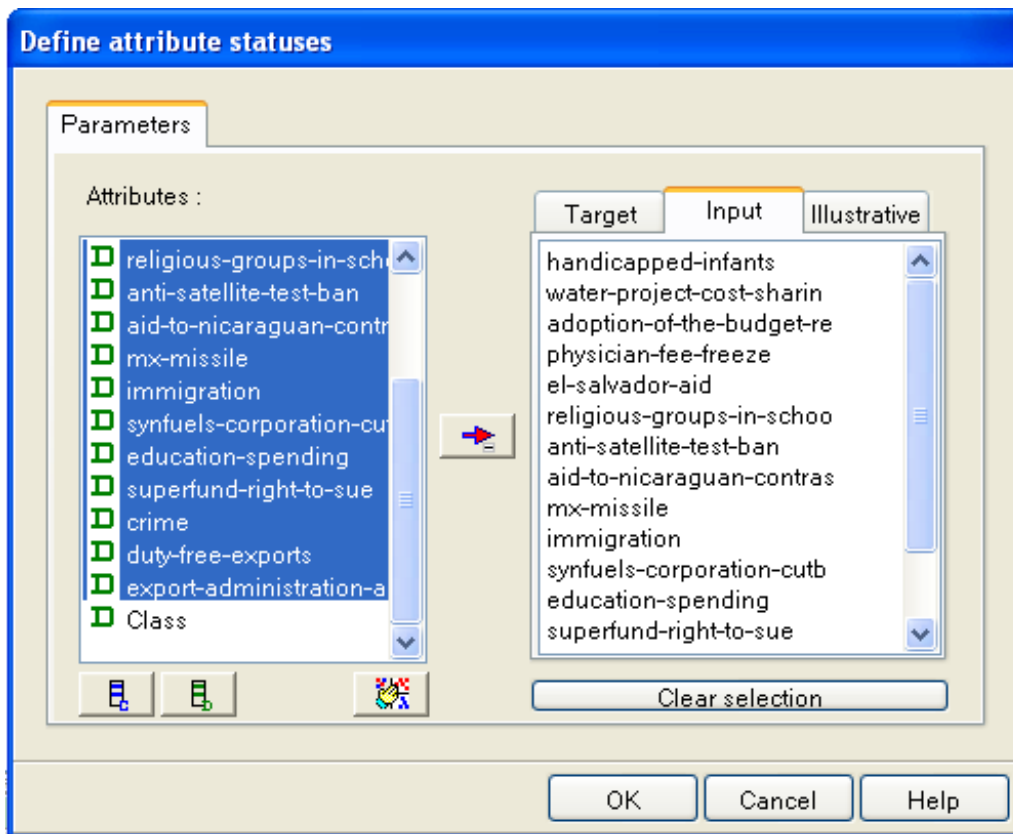 Define attribute statuses
Parameters
Attributes :
religious-groups-in-scho
anti-satellite-test-ban
aid-to-nicaraguan-contr
mx-missile
immigration
synfuels-corporation-cut
education-spending
superfund-right-to-sue
crime
duty-free-exports
export-administration-a
Class
Target
Input
Illustrative
handicapped-infants
water-project-cost-sharin
adoption-of-the-budget-re
physician-fee-freeze
el-salvador-aid
religious-groups-in-schoo
anti-satellite-test-ban
aid-to-nicaraguan-contras
mx-missile
immigration
synfuels-corporation-cutb
education-spending
superfund-right-to-sue
Clear selection
OK
Cancel
Help